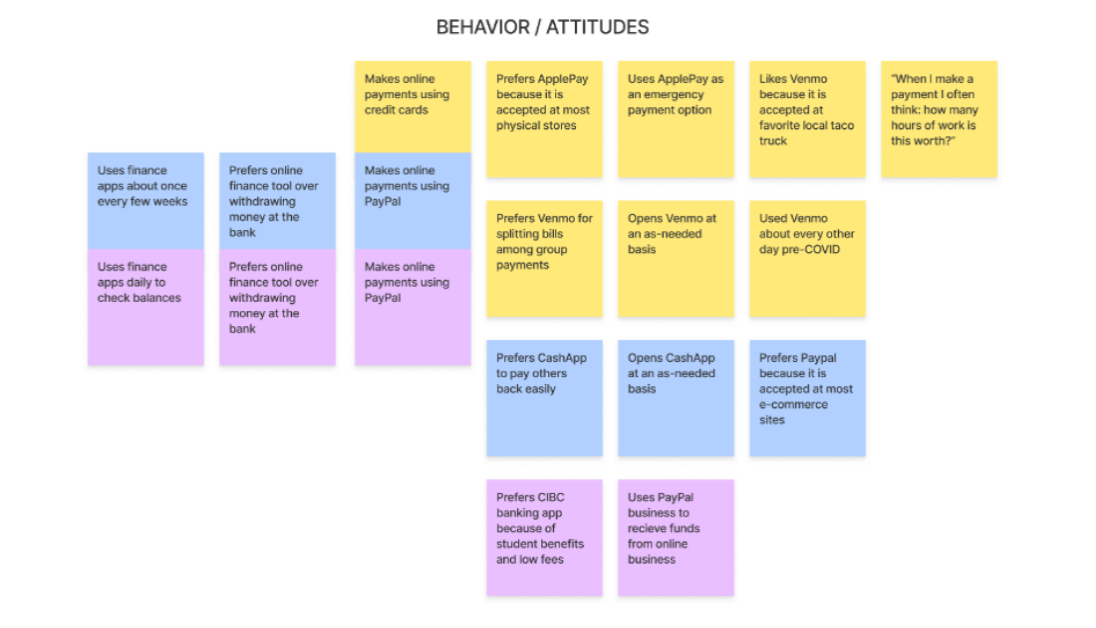 BEHAVIOR / ATTITUDES
Makes online
payments using
credit cards
Prefers ApplePay
because it is
accepted at most
physical stores
Uses ApplePay as
an emergency
payment option
Likes Venmo
because it is
accepted at
favorite local taco
truck
"When I make a
payment I often
think: how many
hours of work is
this worth?"
Uses finance
apps about once
every few weeks
Prefers online
finance tool over
withdrawing
money at the
bank
Makes online
payments using
PayPal
Prefers Venmo for
splitting bills
among group
payments
Opens Venmo at
an as-needed
basis
Used Venmo
about every other
day pre-COVID
Uses finance
apps daily to
check balances
Prefers online
finance tool over
withdrawing
money at the
bank
Makes online
payments using
PayPal
Prefers CashApp
to pay others
back easily
Opens CashApp
at an as-needed
basis
Prefers Paypal
because it is
accepted at most
e-commerce
sites
Prefers CIBC
banking app
because of
student benefits
and low fees
Uses PayPal
business to
recieve funds
from online
business